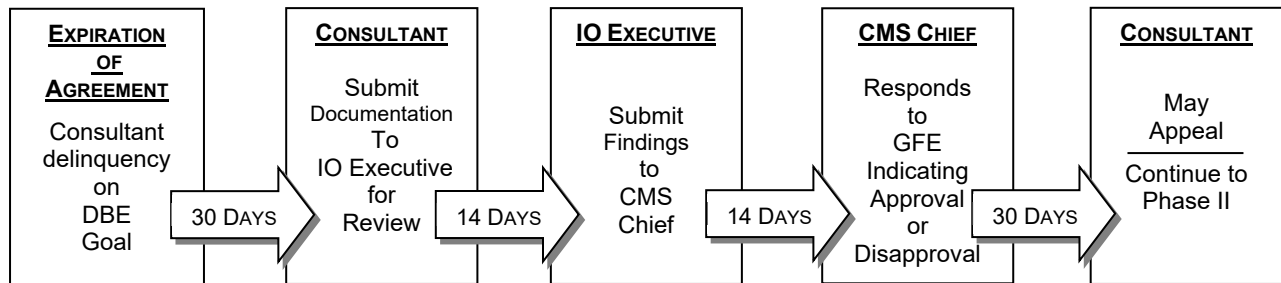 EXPIRATION
OF
AGREEMENT
Consultant
delinquency
on
DBE
Goal
30 DAYS
CONSULTANT
Submit
Documentation
To
IO Executive
for
Review
14 DAYS
IO EXECUTIVE
Submit
Findings
to
CMS
Chief
14 DAYS
CMS CHIEF
Responds
to
GFE
Indicating
Approval
or
Disapproval
30 DAYS
CONSULTANT
May
Appeal
Continue to
Phase II